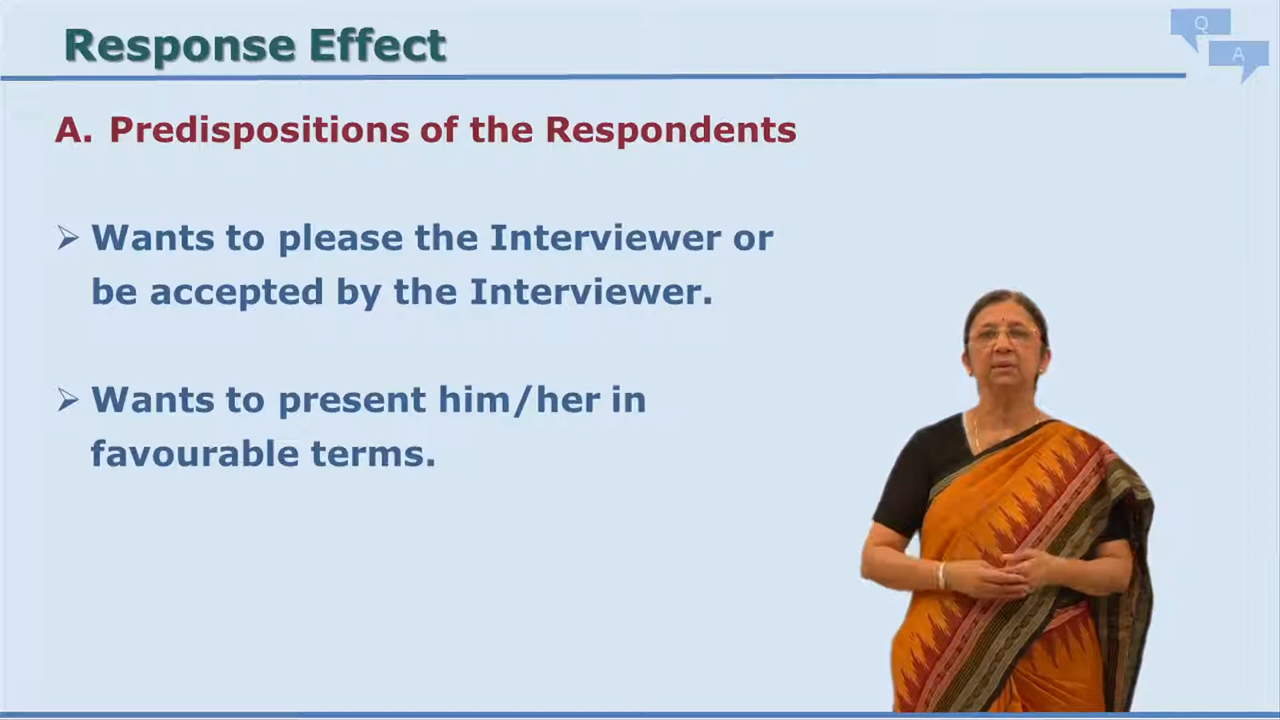 Response Effect
Q
A
A. Predispositions of the Respondents
➢ Wants to please the Interviewer or
be accepted by the Interviewer.
➢ Wants to present him/her in
favourable terms.